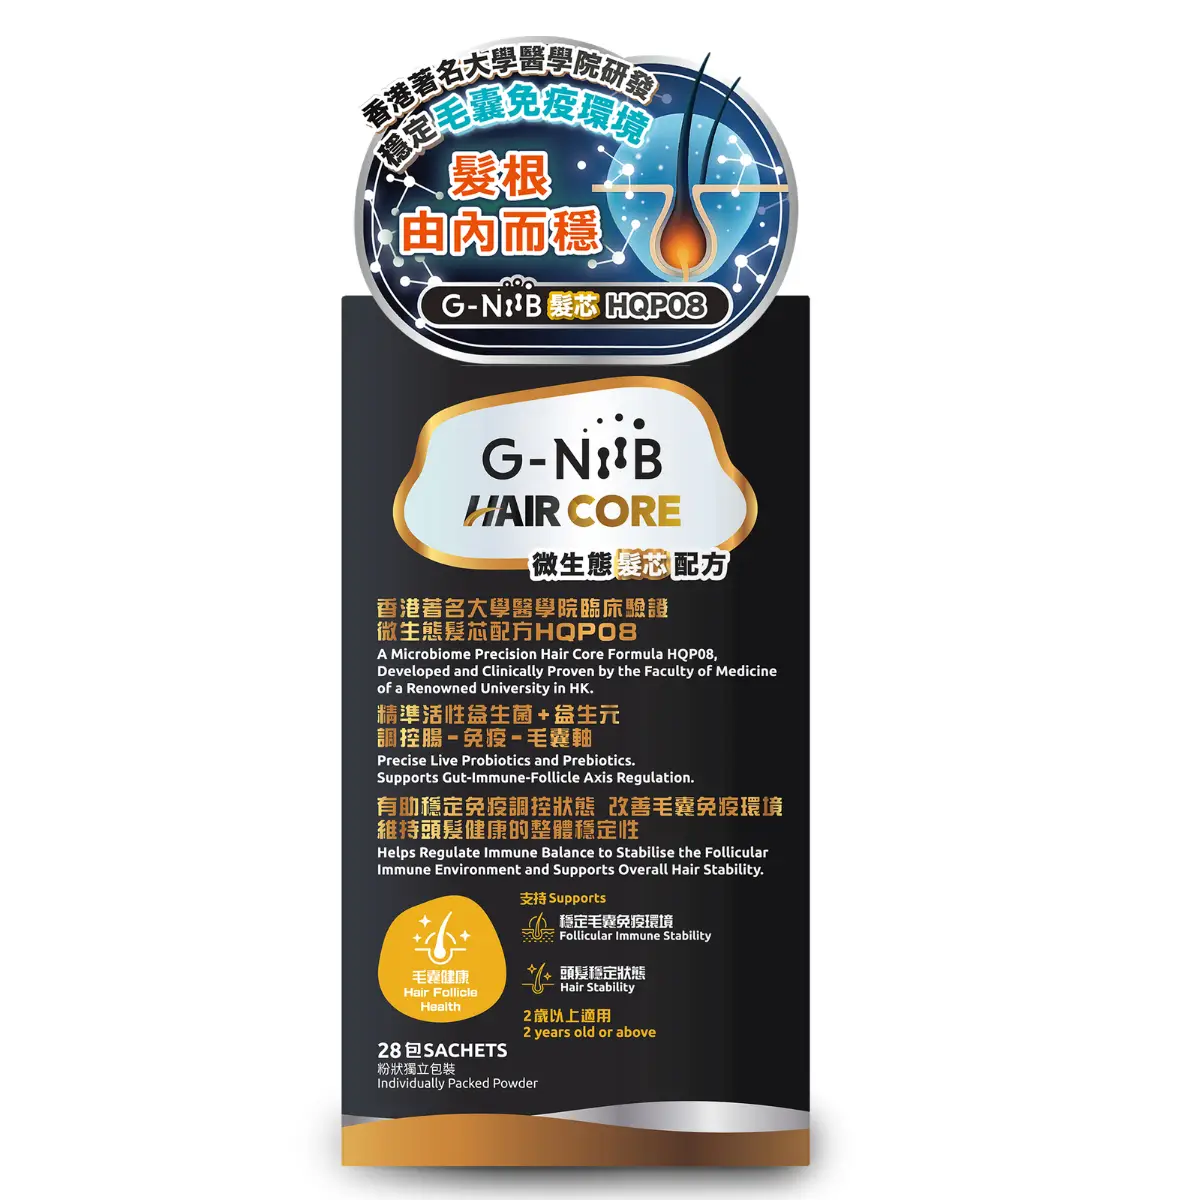 香港著名大學醫學院研發
穩定毛囊免疫環境
髮根
由內而穩
G-NiiB 髮芯 HQP08
G-NiiB
HAIR CORE
微生態髮芯配方
香港著名大學醫學院臨床驗證
微生態髮芯配方HQP08
A Microbiome Precision Hair Core Formula HQP08,
Developed and Clinically Proven by the Faculty of Medicine
of a Renowned University in HK.
精準活性益生菌+益生元
調控腸-免疫-毛囊軸
Precise Live Probiotics and Prebiotics.
Supports Gut-Immune-Follicle Axis Regulation.
有助穩定免疫調控狀態 改善毛囊免疫環境
維持頭髮健康的整體穩定性
Helps Regulate Immune Balance to Stabilise the Follicular
Immune Environment and Supports Overall Hair Stability.
毛囊健康
Hair Follicle
Health
支持 Supports
穩定毛囊免疫環境
Follicular Immune Stability
頭髮穩定狀態
Hair Stability
2歲以上適用
2 years old or above
28包SACHETS
粉狀獨立包裝
Individually Packed Powder